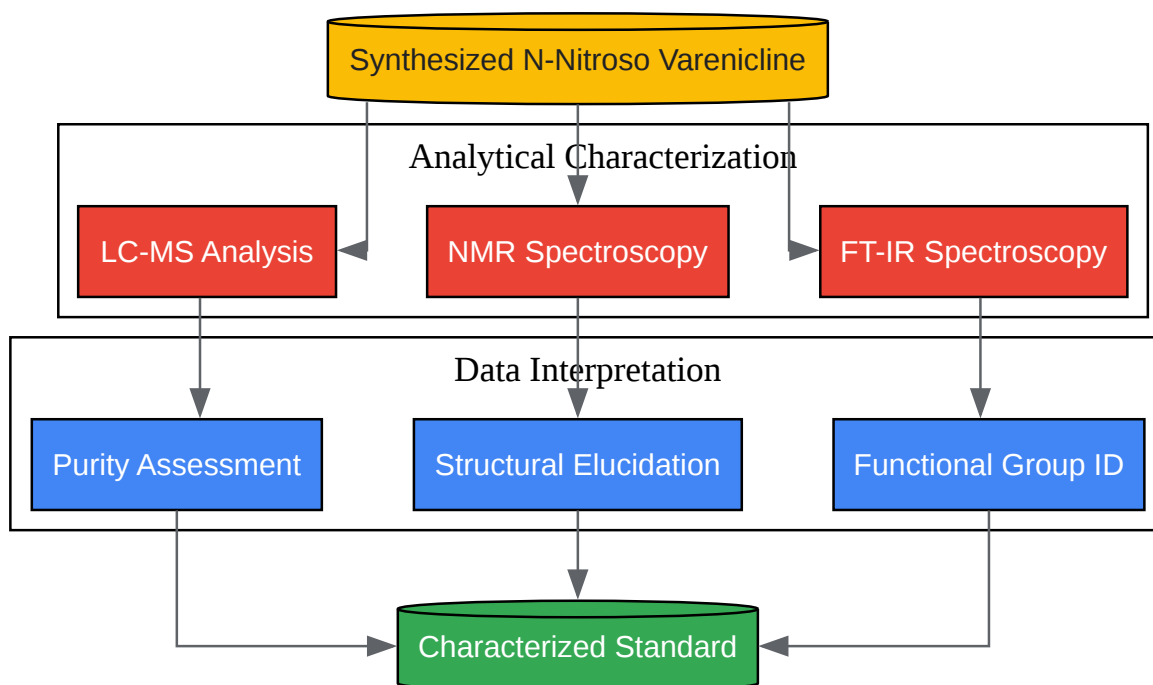 Synthesized N-Nitroso Varenicline
Analytical Characterization
LC-MS Analysis
NMR Spectroscopy
FT-IR Spectroscopy
Data Interpretation
Purity Assessment
Structural Elucidation
Functional Group ID
Characterized Standard